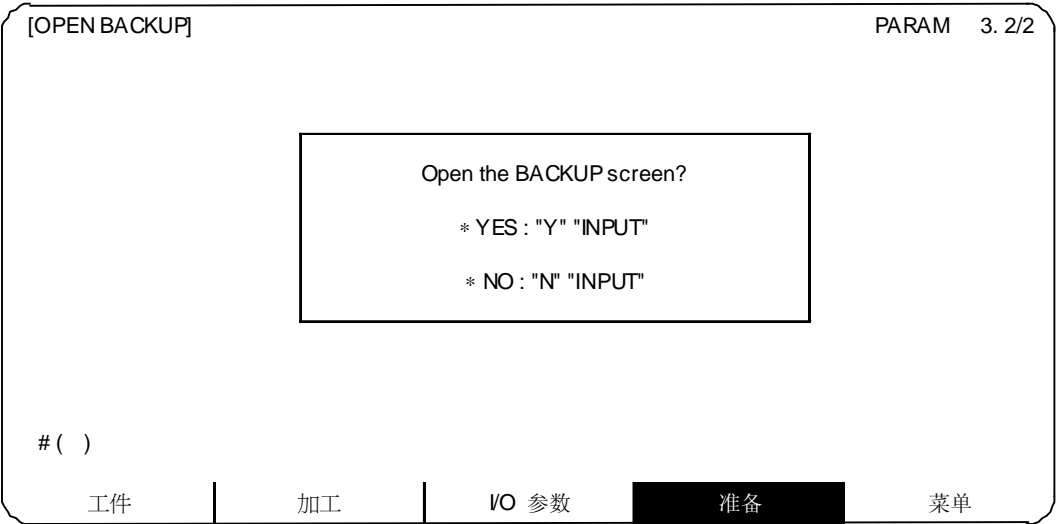 [OPEN BACKUP] PARAM 3. 2/2
Open the BACKUP screen?
* YES : "Y" "INPUT"
* NO : "N" "INPUT"
# ( )
工件 加工 I/O 参数 准备 菜单